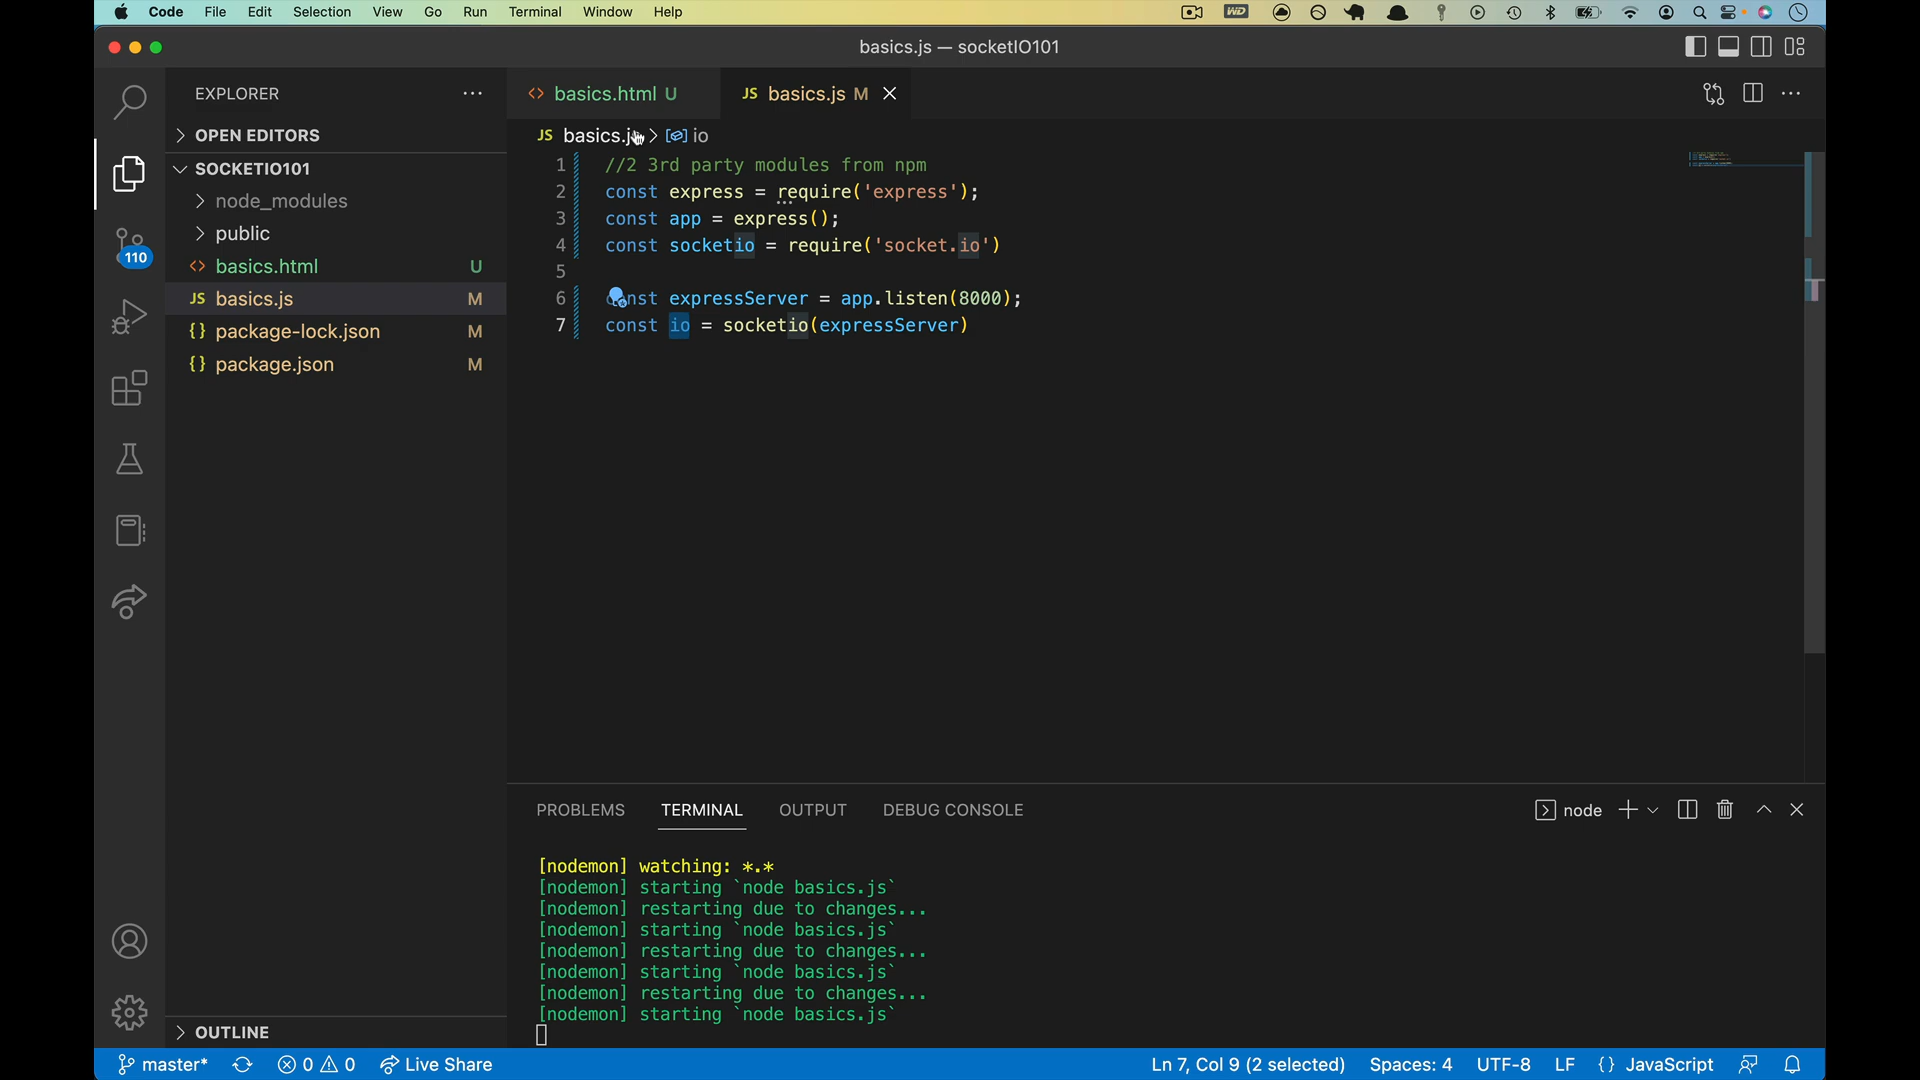 Code File Edit Selection View Go Run Terminal Window Help
WD
basics.js — socketIO101
EXPLORER
OPEN EDITORS
SOCKETIO101
node_modules
public
basics.html U
basics.js M
package-lock.json M
package.json M
OUTLINE
110
basics.html U
JS basics.js M
JS basics.js > io
1 //2 3rd party modules from npm
2 const express = require('express');
3 const app = express();
4 const socketio = require('socket.io')
5
6 const expressServer = app.listen(8000);
7 const io = socketio(expressServer)
PROBLEMS TERMINAL OUTPUT DEBUG CONSOLE
node
[nodemon] watching: *.*
[nodemon] starting `node basics.js`
[nodemon] restarting due to changes...
[nodemon] starting `node basics.js`
[nodemon] restarting due to changes...
[nodemon] starting `node basics.js`
[nodemon] restarting due to changes...
[nodemon] starting `node basics.js`
master* 0 0 Live Share
Ln 7, Col 9 (2 selected) Spaces: 4 UTF-8 LF {} JavaScript